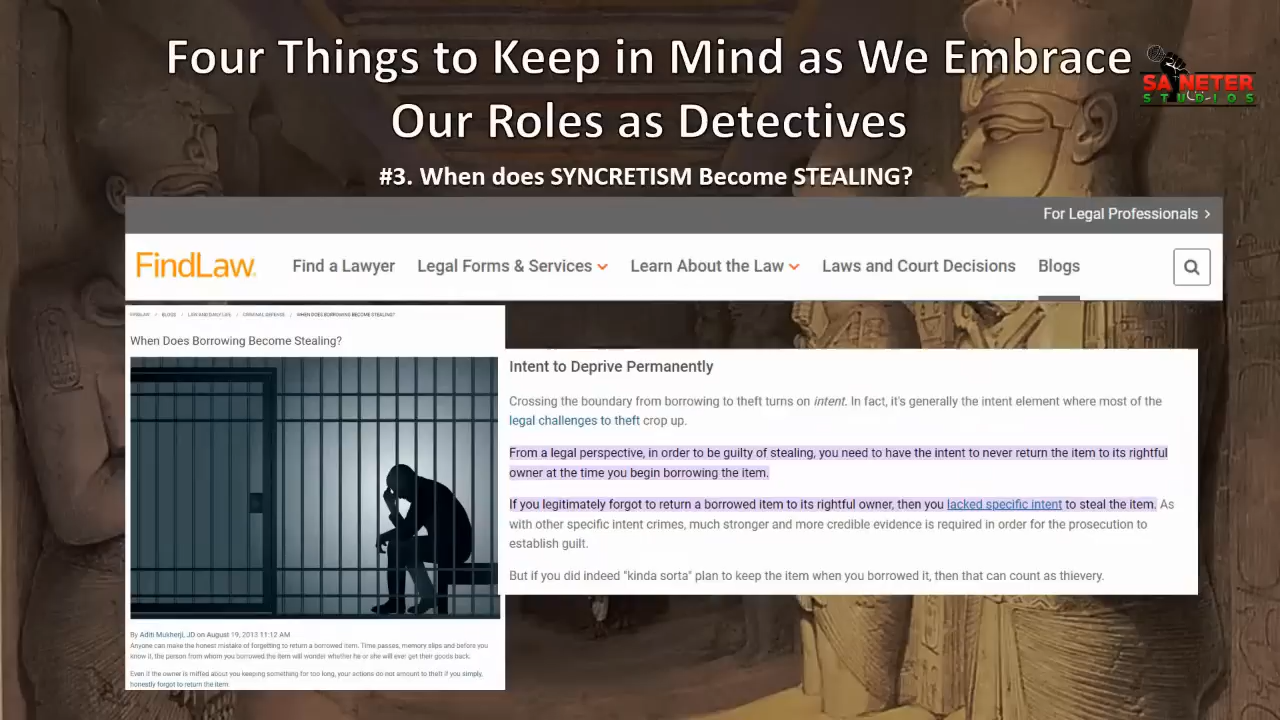 Four Things to Keep in Mind as We Embrace
Our Roles as Detectives
SA NETER
STUDIOS
#3. When does SYNCRETISM Become STEALING?
For Legal Professionals >
FindLaw.
Find a Lawyer
Legal Forms & Services
Learn About the Law
Laws and Court Decisions
Blogs
FINDLAW / BLOGS / LAW AND DAILY LIFE / CRIMINAL DEFENSE / WHEN DOES BORROWING BECOME STEALING?
When Does Borrowing Become Stealing?
By Aditi Mukherji, JD on August 19, 2013 11:12 AM
Anyone can make the honest mistake of forgetting to return a borrowed item. Time passes, memory slips and before you
know it, the person from whom you borrowed the item will wonder whether he or she will ever get their goods back.
Even if the owner is miffed about you keeping something for too long, your actions do not amount to theft if you simply,
honestly forgot to return the item.
Intent to Deprive Permanently
Crossing the boundary from borrowing to theft turns on intent. In fact, it's generally the intent element where most of the
legal challenges to theft crop up.
From a legal perspective, in order to be guilty of stealing, you need to have the intent to never return the item to its rightful
owner at the time you begin borrowing the item.
If you legitimately forgot to return a borrowed item to its rightful owner, then you lacked specific intent to steal the item. As
with other specific intent crimes, much stronger and more credible evidence is required in order for the prosecution to
establish guilt.
But if you did indeed "kinda sorta" plan to keep the item when you borrowed it, then that can count as thievery.